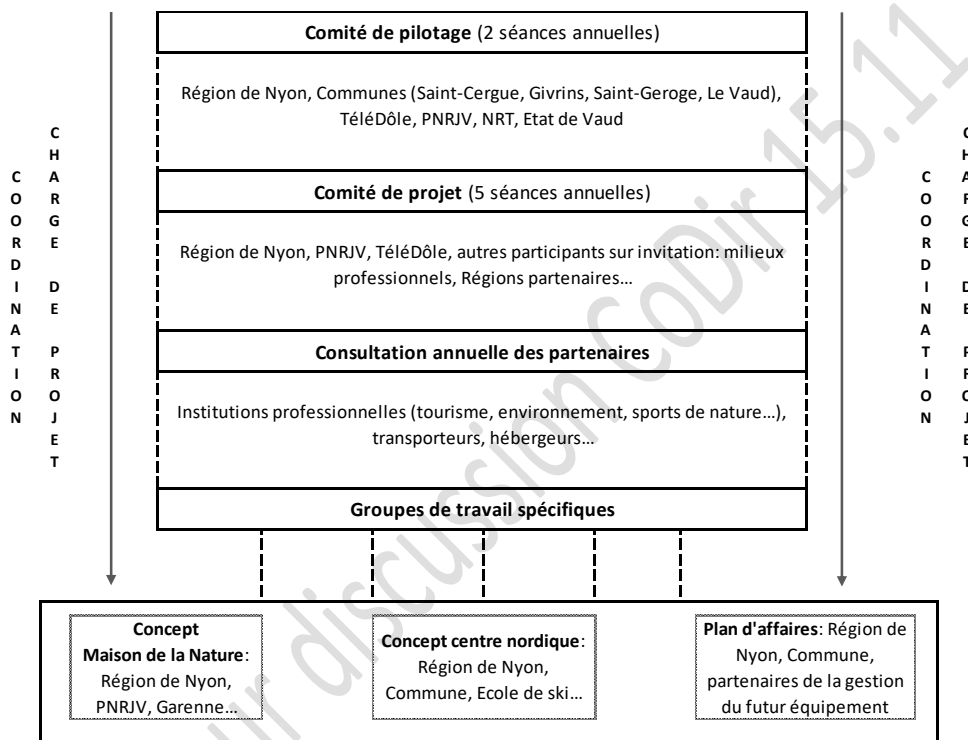 Comité de pilotage (2 séances annuelles)
Région de Nyon, Communes (Saint-Cergue, Givrins, Saint-Geroge, Le Vaud),
TéléDôle, PNRJV, NRT, Etat de Vaud
Comité de projet (5 séances annuelles)
Région de Nyon, PNRJV, TéléDôle, autres participants sur invitation: milieux
professionnels, Régions partenaires...
Consultation annuelle des partenaires
Institutions professionnelles (tourisme, environnement, sports de nature...),
transporteurs, hébergeurs...
Groupes de travail spécifiques
COORDINATION
CHARGE DE PROJET
COORDINATION
CHARGE DE PROJET
Concept
Maison de la Nature:
Région de Nyon,
PNRJV, Garenne...
Concept centre nordique:
Région de Nyon,
Commune, Ecole de ski...
Plan d'affaires: Région de
Nyon, Commune,
partenaires de la gestion
du futur équipement
ur discussion CoDir 15.11